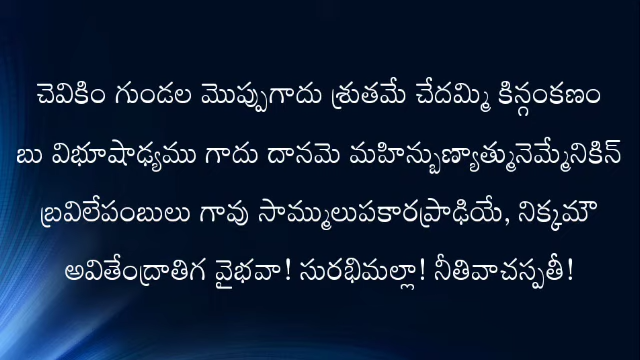 చెవికిం గుండల మొప్పుగాదు శ్రుతమే చేదమ్మి కిన్గంకణం
బు విభూషాఢ్యము గాదు దానమె మహిన్బుణ్యాత్మునెమ్మేనికిన్
బ్రవిలేపంబులు గావు సొమ్ములుపకారప్రౌఢియే, నిక్కమౌ
అవితేంద్రాతిగ వైభవా! సురభిమల్లా! నీతివాచస్పతీ!